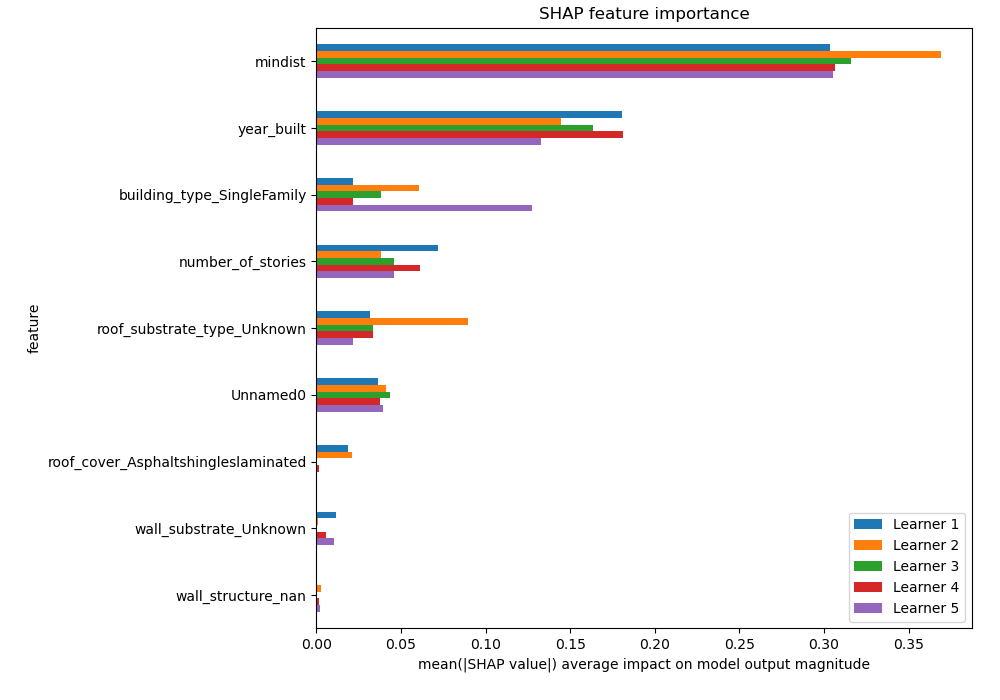 SHAP feature importance
mindist
year_built
building_type_SingleFamily
number_of_stories
roof_substrate_type_Unknown
Unnamed0
roof_cover_Asphaltshingleslaminated
wall_substrate_Unknown
wall_structure_nan
feature
Learner 1
Learner 2
Learner 3
Learner 4
Learner 5
0.00 0.05 0.10 0.15 0.20 0.25 0.30 0.35
mean(|SHAP value|) average impact on model output magnitude